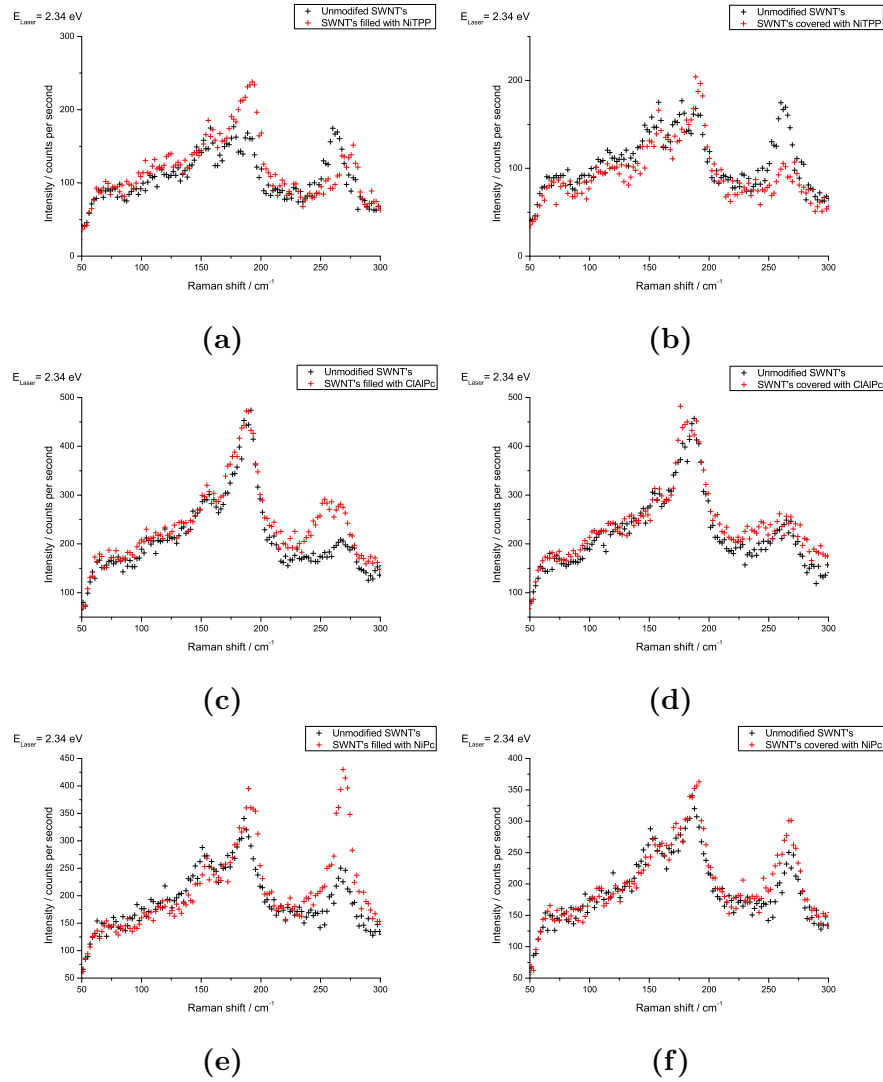 E_Laser = 2.34 eV
+ Unmodified SWNT's
+ SWNT's filled with NiTPP
300
200
100
0
Intensity / counts per second
50 100 150 200 250 300
Raman shift / cm⁻¹
(a)
E_Laser = 2.34 eV
+ Unmodified SWNT's
+ SWNT's covered with NiTPP
200
100
0
Intensity / counts per second
50 100 150 200 250 300
Raman shift / cm⁻¹
(b)
E_Laser = 2.34 eV
+ Unmodified SWNT's
+ SWNT's filled with ClAlPc
500
400
300
200
100
Intensity / counts per second
50 100 150 200 250 300
Raman shift / cm⁻¹
(c)
E_Laser = 2.34 eV
+ Unmodified SWNT's
+ SWNT's covered with ClAlPc
500
400
300
200
100
Intensity / counts per second
50 100 150 200 250 300
Raman shift / cm⁻¹
(d)
E_Laser = 2.34 eV
+ Unmodified SWNT's
+ SWNT's filled with NiPc
450
400
350
300
250
200
150
100
50
Intensity / counts per second
50 100 150 200 250 300
Raman shift / cm⁻¹
(e)
E_Laser = 2.34 eV
+ Unmodified SWNT's
+ SWNT's covered with NiPc
400
350
300
250
200
150
100
50
Intensity / counts per second
50 100 150 200 250 300
Raman shift / cm⁻¹
(f)